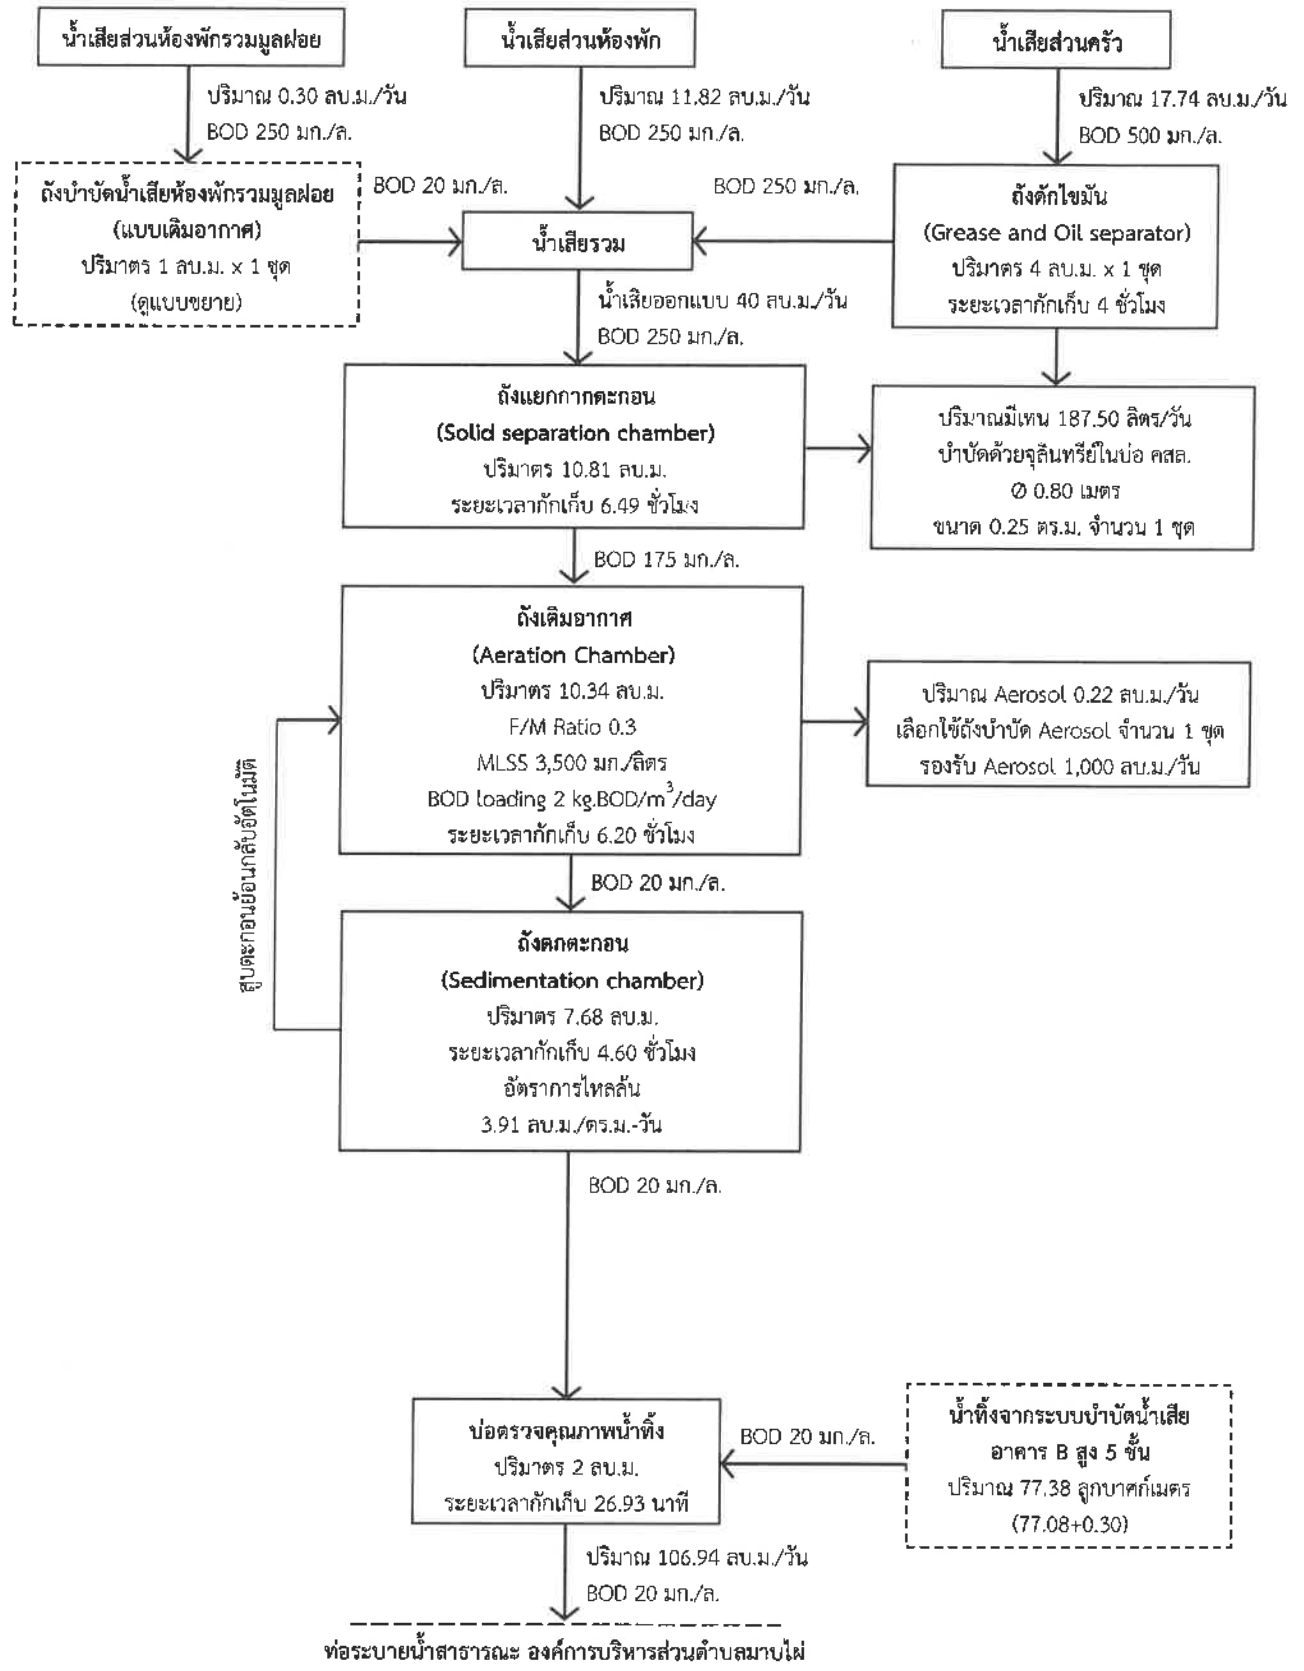 น้ำเสียส่วนห้องพักรวมมูลฝอย
น้ำเสียส่วนห้องพัก
น้ำเสียส่วนครัว
ปริมาณ 0.30 ลบ.ม./วัน
BOD 250 มก./ล.
ปริมาณ 11.82 ลบ.ม./วัน
BOD 250 มก./ล.
ปริมาณ 17.74 ลบ.ม./วัน
BOD 500 มก./ล.
ถังบำบัดน้ำเสียห้องพักรวมมูลฝอย
(แบบเติมอากาศ)
ปริมาตร 1 ลบ.ม. x 1 ชุด
(ดูแบบขยาย)
BOD 20 มก./ล.
น้ำเสียรวม
BOD 250 มก./ล.
ถังดักไขมัน
(Grease and Oil separator)
ปริมาตร 4 ลบ.ม. x 1 ชุด
ระยะเวลากักเก็บ 4 ชั่วโมง
น้ำเสียออกแบบ 40 ลบ.ม./วัน
BOD 250 มก./ล.
ถังแยกกากตะกอน
(Solid separation chamber)
ปริมาตร 10.81 ลบ.ม.
ระยะเวลากักเก็บ 6.49 ชั่วโมง
ปริมาณมีเทน 187.50 ลิตร/วัน
บำบัดด้วยจุลินทรีย์ในบ่อ คสล.
Ø 0.80 เมตร
ขนาด 0.25 ตร.ม. จำนวน 1 ชุด
BOD 175 มก./ล.
ถังเติมอากาศ
(Aeration Chamber)
ปริมาตร 10.34 ลบ.ม.
F/M Ratio 0.3
MLSS 3,500 มก./ลิตร
BOD loading 2 kg.BOD/m³/day
ระยะเวลากักเก็บ 6.20 ชั่วโมง
ปริมาณ Aerosol 0.22 ลบ.ม./วัน
เลือกใช้ถังบำบัด Aerosol จำนวน 1 ชุด
รองรับ Aerosol 1,000 ลบ.ม./วัน
สูบตะกอนย้อนกลับอัตโนมัติ
BOD 20 มก./ล.
ถังตกตะกอน
(Sedimentation chamber)
ปริมาตร 7.68 ลบ.ม.
ระยะเวลากักเก็บ 4.60 ชั่วโมง
อัตราการไหลล้น
3.91 ลบ.ม./ตร.ม.-วัน
BOD 20 มก./ล.
บ่อตรวจคุณภาพน้ำทิ้ง
ปริมาตร 2 ลบ.ม.
ระยะเวลากักเก็บ 26.93 นาที
BOD 20 มก./ล.
น้ำทิ้งจากระบบบำบัดน้ำเสีย
อาคาร B สูง 5 ชั้น
ปริมาณ 77.38 ลูกบาศก์เมตร
(77.08+0.30)
ปริมาณ 106.94 ลบ.ม./วัน
BOD 20 มก./ล.
ท่อระบายน้ำสาธารณะ องค์การบริหารส่วนตำบลมาบไผ่